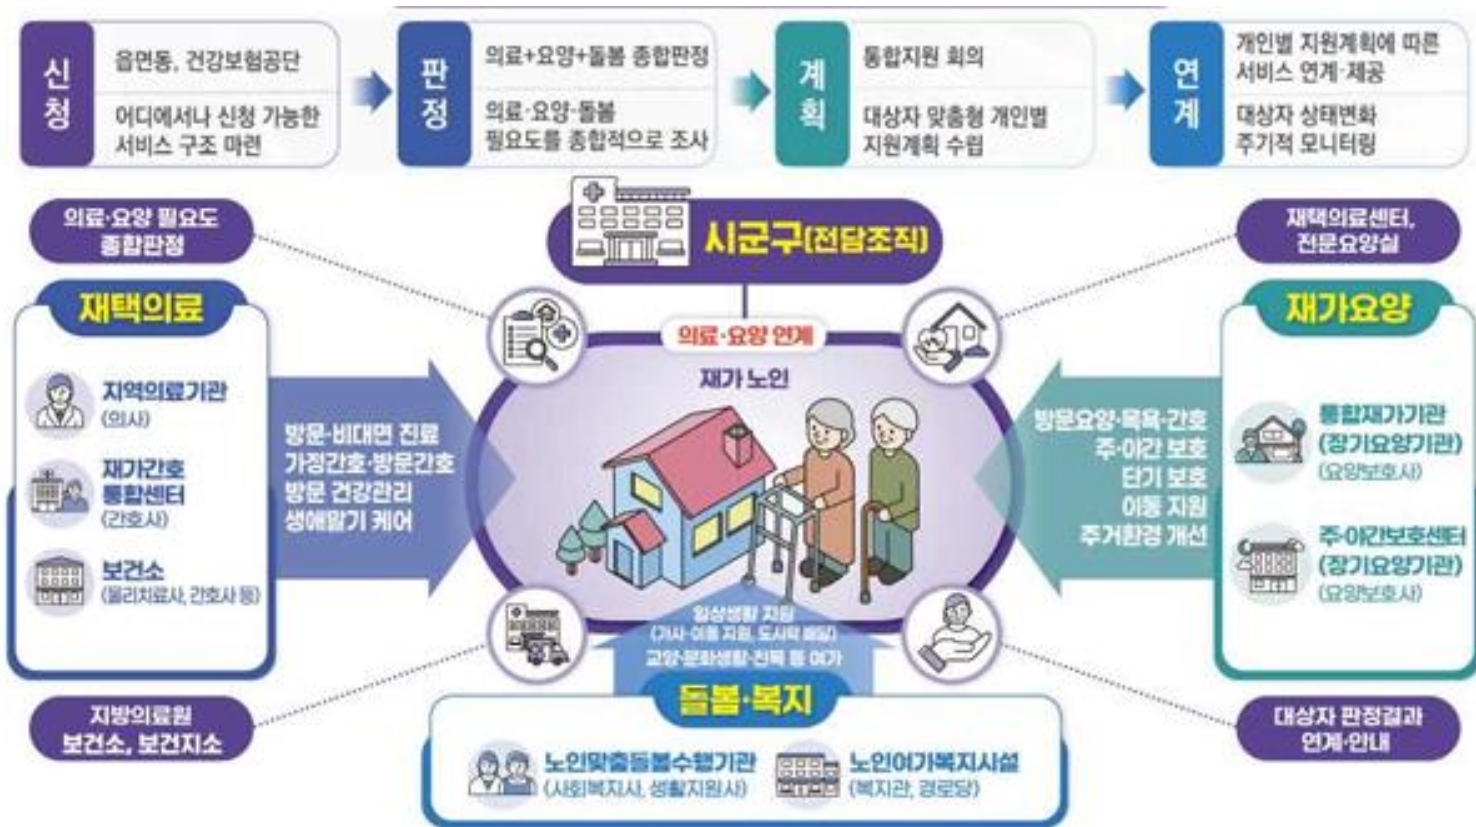 신청
읍면동, 건강보험공단
어디에서나 신청 가능한
서비스 구조 마련
판정
의료+요양+돌봄 종합판정
의료·요양·돌봄
필요도를 종합적으로 조사
계획
통합지원 회의
대상자 맞춤형 개인별
지원계획 수립
연계
개인별 지원계획에 따른
서비스 연계·제공
대상자 상태변화
주기적 모니터링
의료·요양 필요도
종합판정
시군구(전담조직)
재택의료센터,
전문요양실
재택의료
지역의료기관
(의사)
재가간호
통합센터
(간호사)
보건소
(물리치료사, 간호사 등)
방문·비대면 진료
가정간호·방문간호
방문 건강관리
생애말기 케어
의료·요양 연계
재가 노인
방문요양·목욕·간호
주·야간 보호
단기 보호
이동 지원
주거환경 개선
재가요양
통합재가기관
(장기요양기관)
(요양보호사)
주·야간보호센터
(장기요양기관)
(요양보호사)
일상생활 지원
(가사·이동 지원, 도시락 배달)
교양·문화생활·친목 등 여가
지방의료원
보건소, 보건지소
돌봄·복지
노인맞춤돌봄수행기관
(사회복지사, 생활지원사)
노인여가복지시설
(복지관, 경로당)
대상자 판정결과
연계·안내